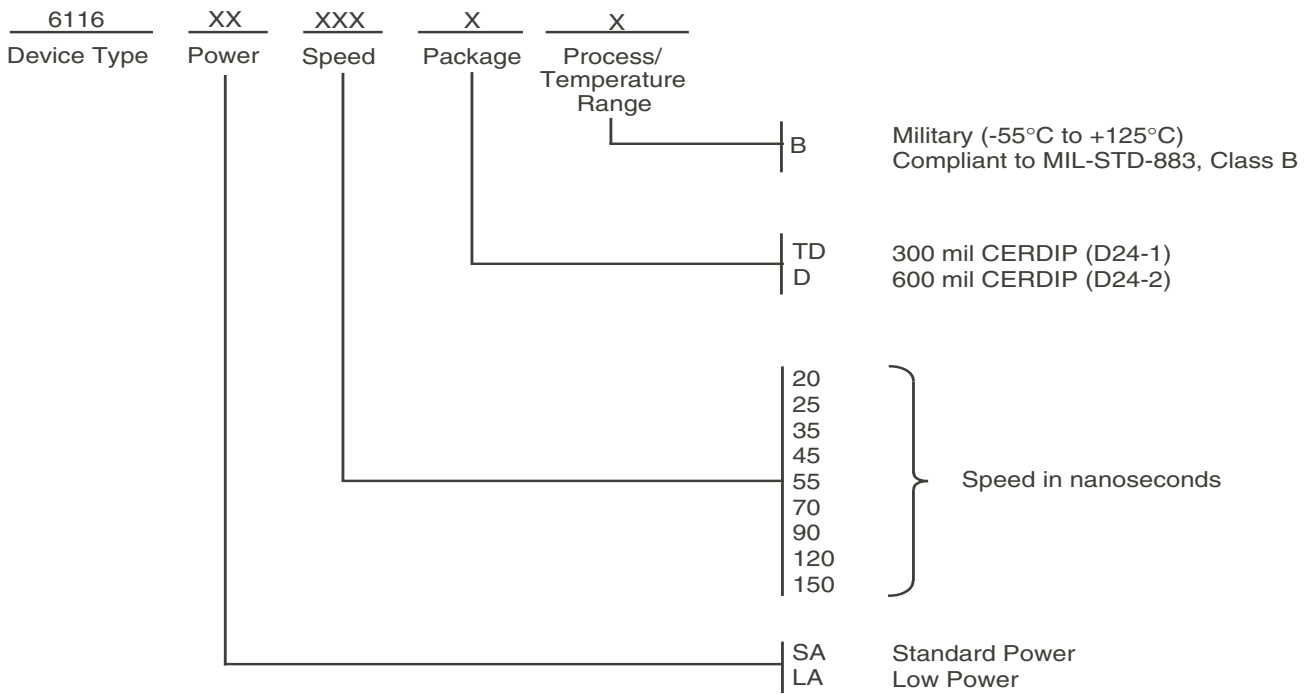 6116 XX XXX X X
Device Type Power Speed Package Process/
Temperature
Range
B Military (-55°C to +125°C)
Compliant to MIL-STD-883, Class B
TD 300 mil CERDIP (D24-1)
D 600 mil CERDIP (D24-2)
20
25
35
45
55 Speed in nanoseconds
70
90
120
150
SA Standard Power
LA Low Power